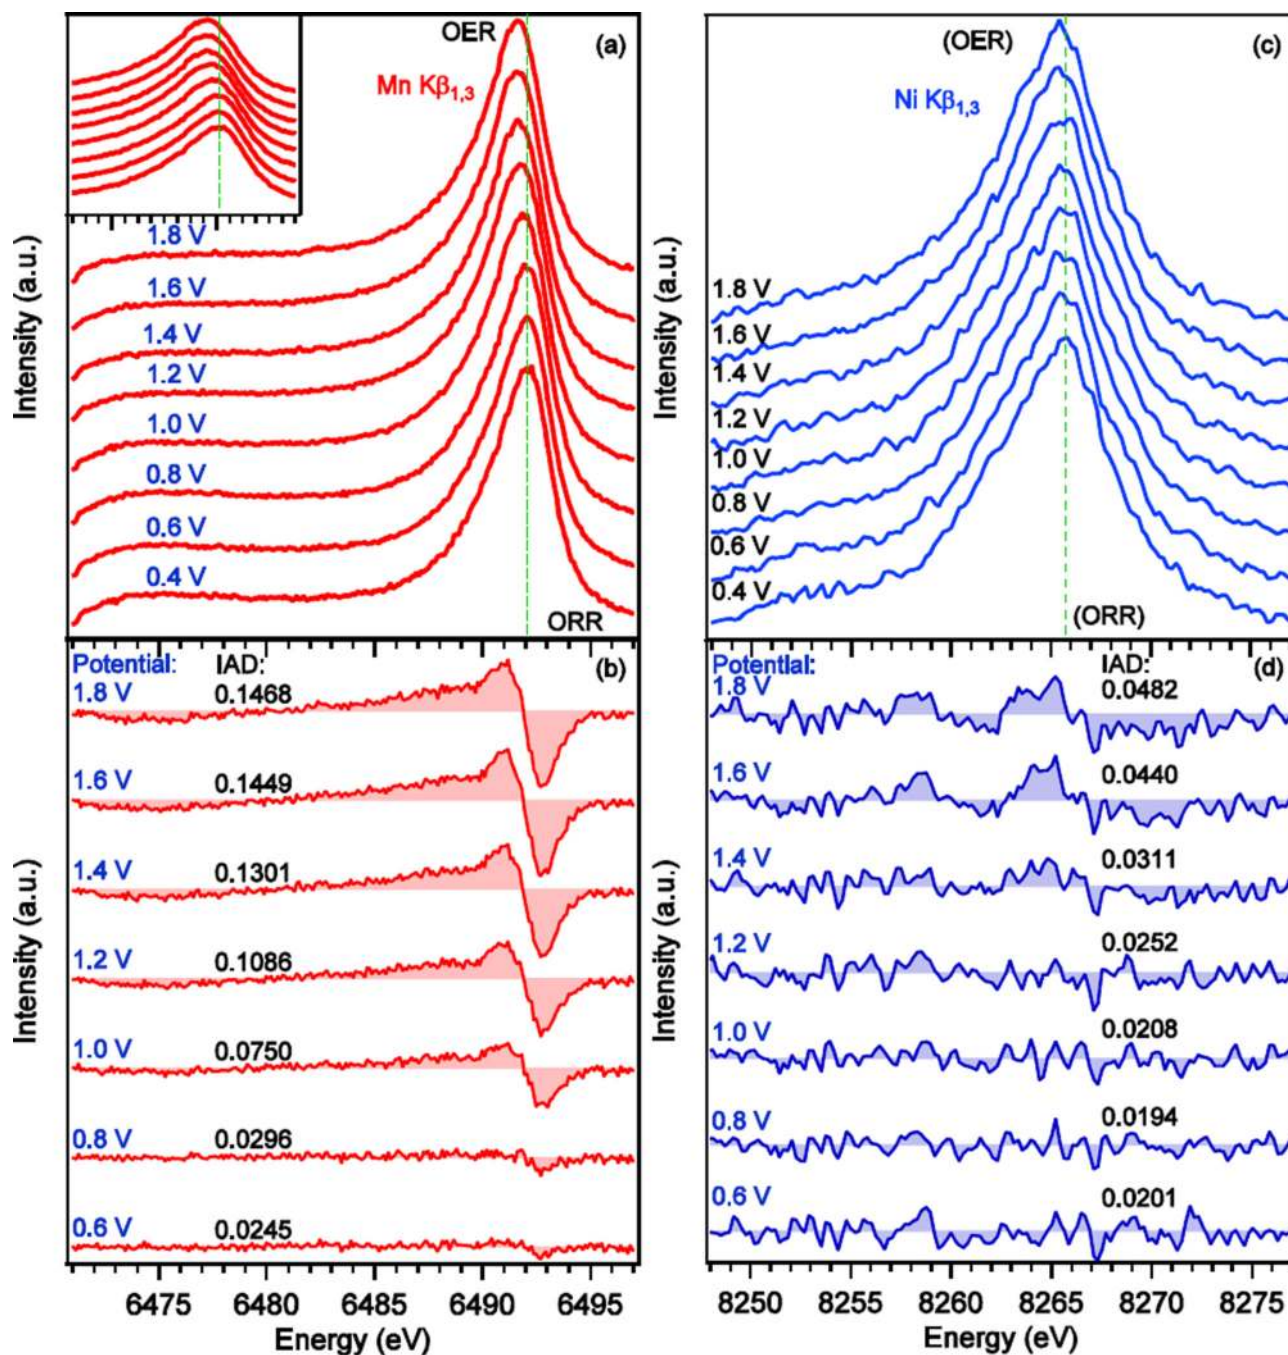 OER
(a)
Mn Kβ1,3
1.8 V
1.6 V
1.4 V
1.2 V
1.0 V
0.8 V
0.6 V
0.4 V
ORR
Intensity (a.u.)
(OER)
(c)
Ni Kβ1,3
1.8 V
1.6 V
1.4 V
1.2 V
1.0 V
0.8 V
0.6 V
0.4 V
(ORR)
Intensity (a.u.)
Potential: IAD: (b)
1.8 V 0.1468
1.6 V 0.1449
1.4 V 0.1301
1.2 V 0.1086
1.0 V 0.0750
0.8 V 0.0296
0.6 V 0.0245
Intensity (a.u.)
6475 6480 6485 6490 6495
Energy (eV)
Potential: IAD: (d)
1.8 V 0.0482
1.6 V 0.0440
1.4 V 0.0311
1.2 V 0.0252
1.0 V 0.0208
0.8 V 0.0194
0.6 V 0.0201
Intensity (a.u.)
8250 8255 8260 8265 8270 8275
Energy (eV)